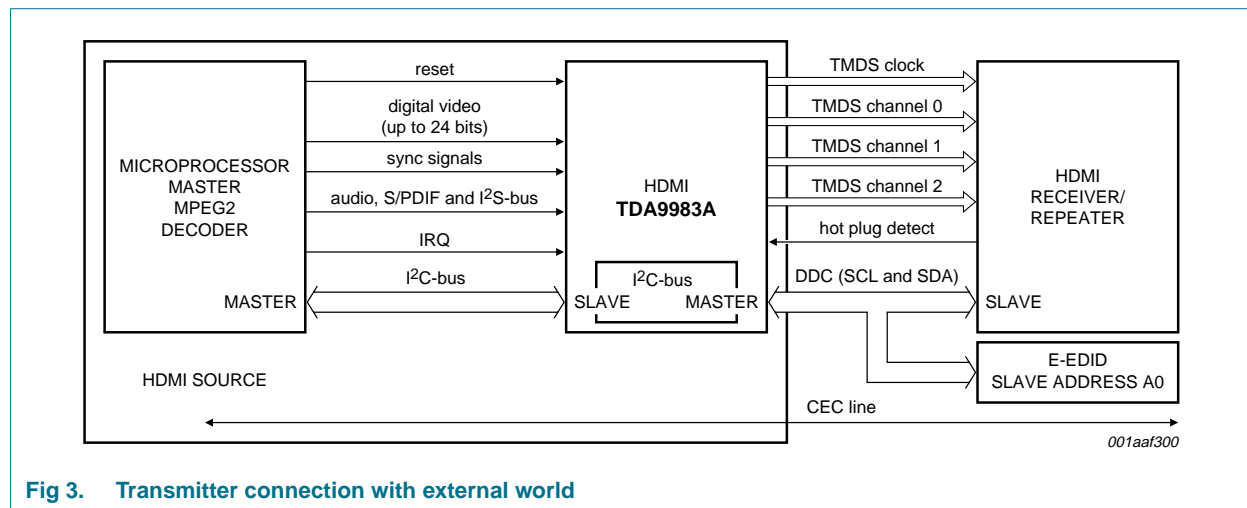 reset
digital video
(up to 24 bits)
sync signals
audio, S/PDIF and I²S-bus
IRQ
I²C-bus
MICROPROCESSOR
MASTER
MPEG2
DECODER
MASTER
HDMI
TDA9983A
I²C-bus
SLAVE
MASTER
TMDS clock
TMDS channel 0
TMDS channel 1
TMDS channel 2
hot plug detect
DDC (SCL and SDA)
HDMI
RECEIVER/
REPEATER
SLAVE
E-EDID
SLAVE ADDRESS A0
HDMI SOURCE
CEC line
001aaf300
Fig 3. Transmitter connection with external world